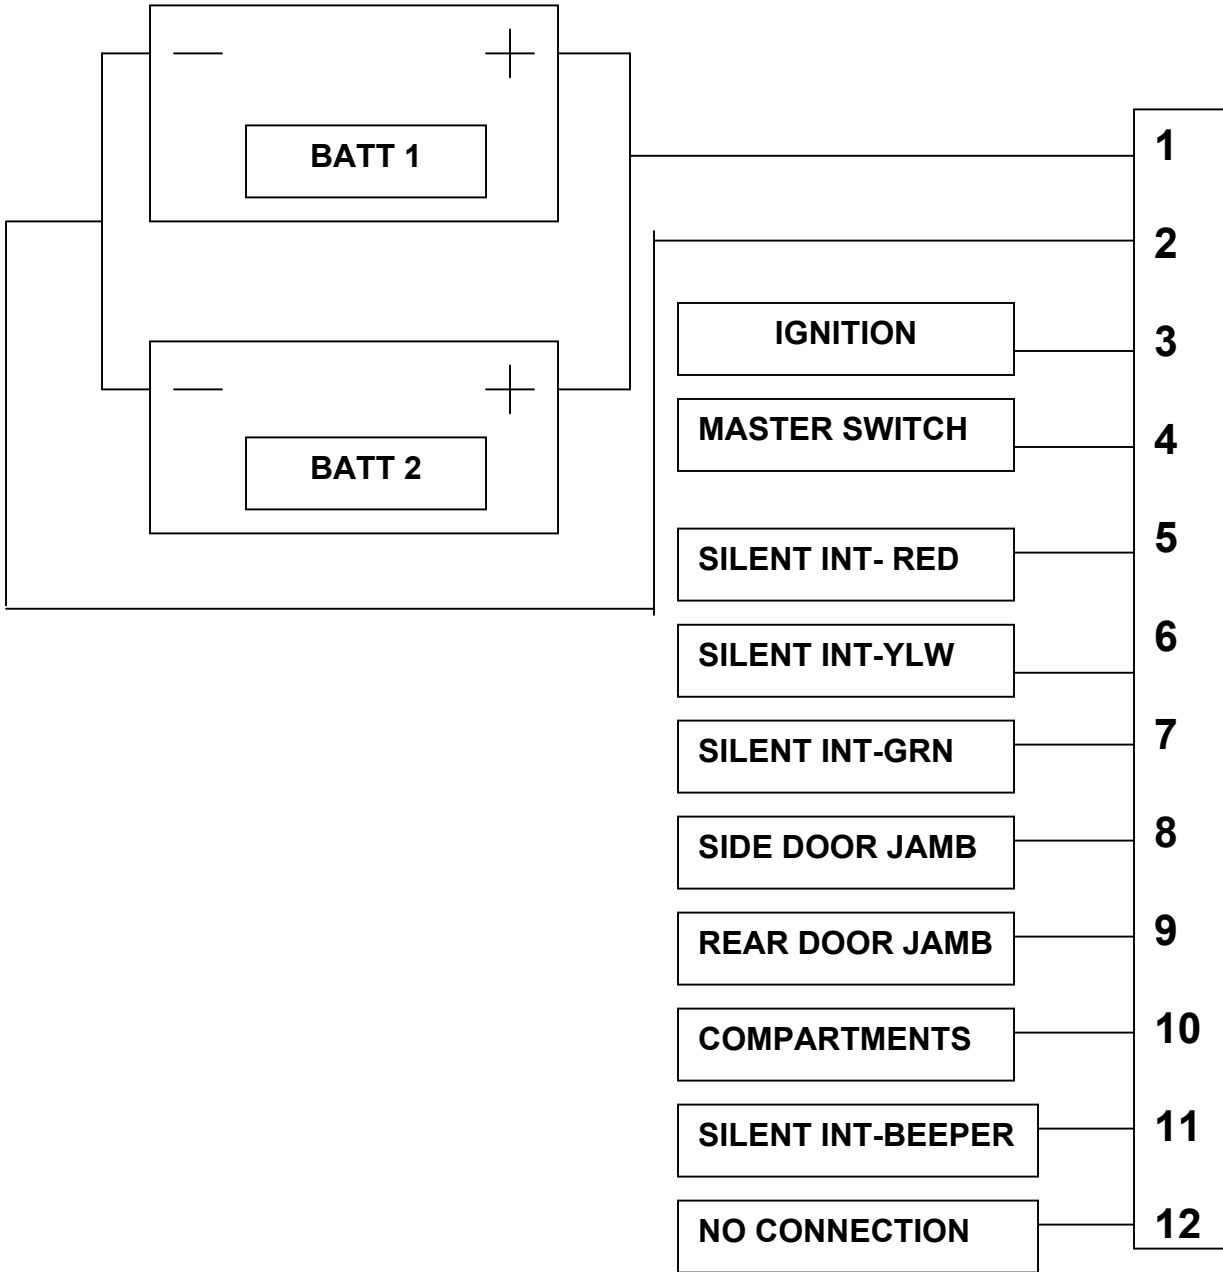 BATT 1
1
2
IGNITION
3
MASTER SWITCH
4
BATT 2
SILENT INT- RED
5
SILENT INT-YLW
6
SILENT INT-GRN
7
SIDE DOOR JAMB
8
REAR DOOR JAMB
9
COMPARTMENTS
10
SILENT INT-BEEPER
11
NO CONNECTION
12